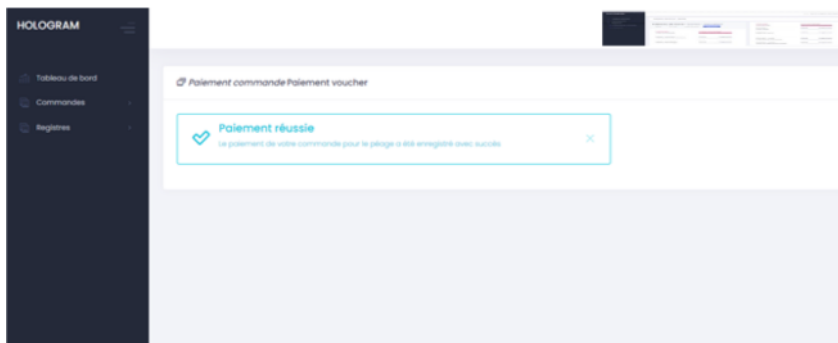 HOLOGRAM
Tableau de bord
Commandes
Registres
Paiement commande Paiement voucher
Paiement réussie
Le paiement de votre commande pour le péage a été enregistré avec succès